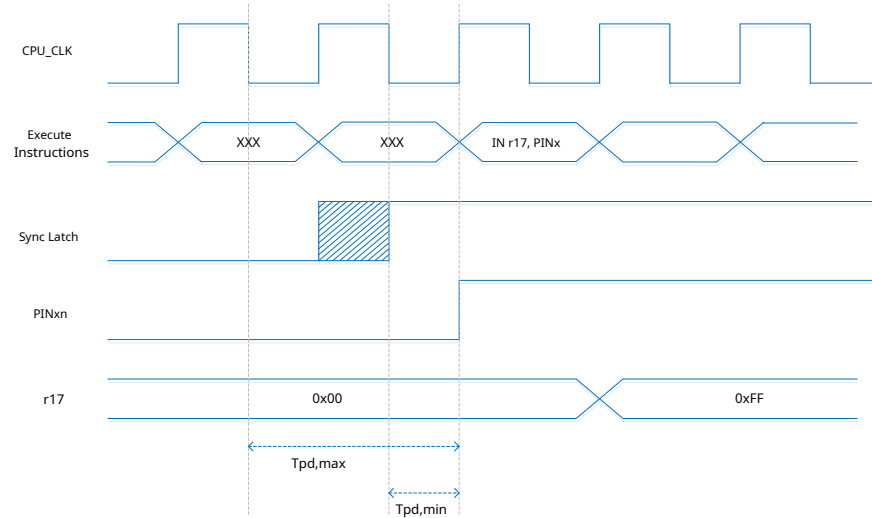 CPU_CLK
Execute
Instructions
XXX
XXX
IN r17, PINx
Sync Latch
PINxn
r17
0x00
0xFF
Tpd,max
Tpd,min